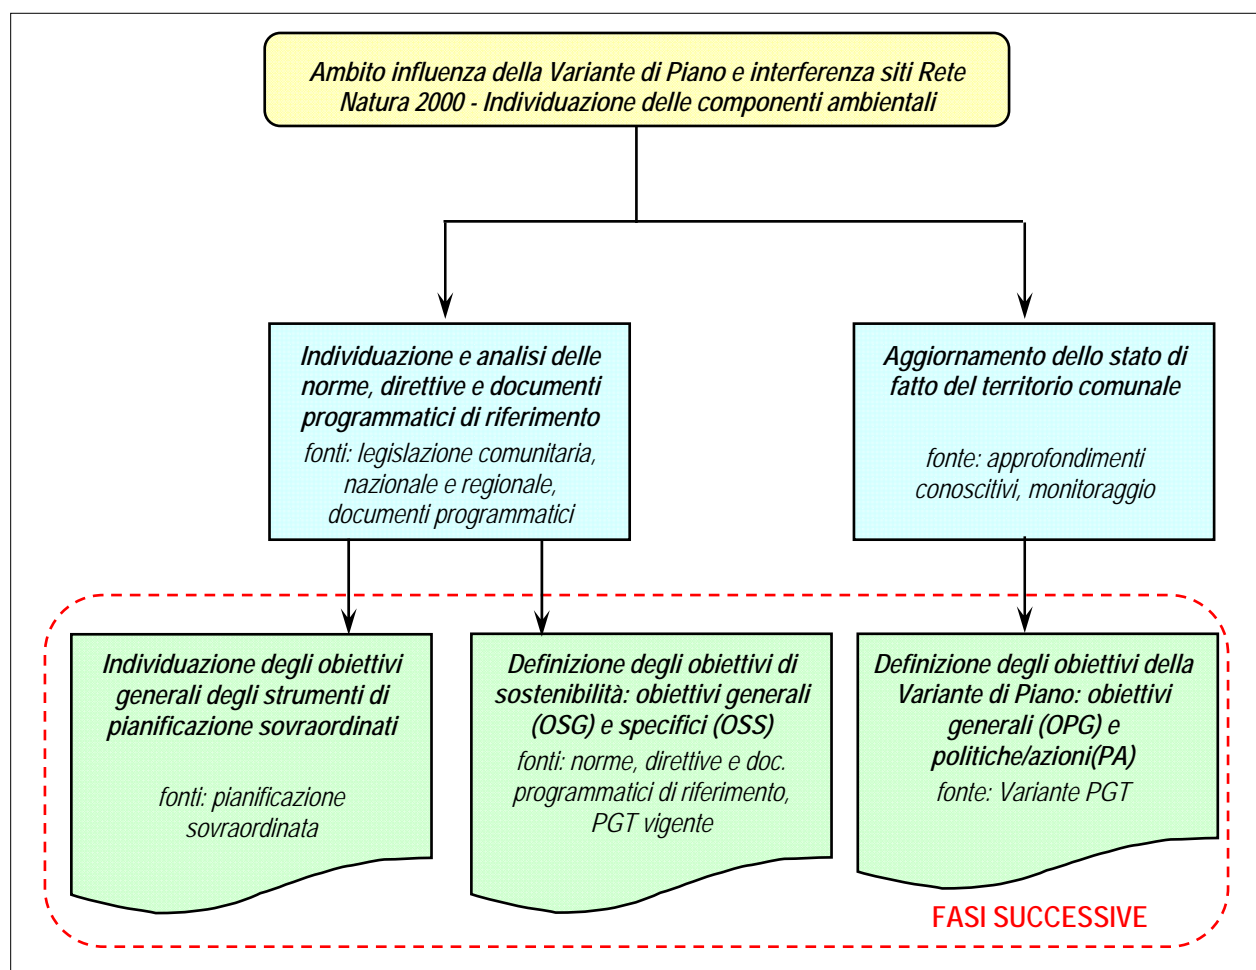 Ambito influenza della Variante di Piano e interferenza siti Rete
Natura 2000 - Individuazione delle componenti ambientali
Individuazione e analisi delle
norme, direttive e documenti
programmatici di riferimento
fonti: legislazione comunitaria,
nazionale e regionale,
documenti programmatici
Aggiornamento dello stato di
fatto del territorio comunale
fonte: approfondimenti
conoscitivi, monitoraggio
Individuazione degli obiettivi
generali degli strumenti di
pianificazione sovraordinati
fonti: pianificazione
sovraordinata
Definizione degli obiettivi di
sostenibilità: obiettivi generali
(OSG) e specifici (OSS)
fonti: norme, direttive e doc.
programmatici di riferimento,
PGT vigente
Definizione degli obiettivi della
Variante di Piano: obiettivi
generali (OPG) e
politiche/azioni(PA)
fonte: Variante PGT
FASI SUCCESSIVE